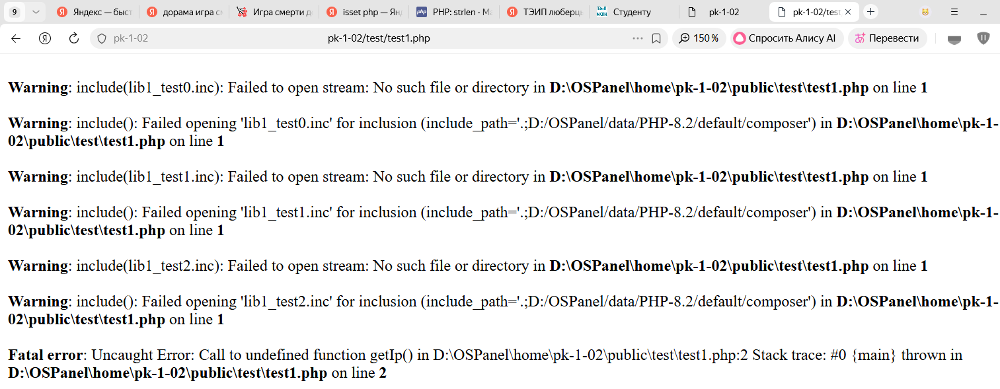 9 Яндекс — быст дорама игра с Игра смерти д isset php — Ян php PHP: strlen - Ma ТЭИП люберц ТэиП МОТН Студенту pk-1-02 pk-1-02/test
pk-1-02 pk-1-02/test/test1.php 150 % Спросить Алису AI Перевести
Warning: include(lib1_test0.inc): Failed to open stream: No such file or directory in D:\OSPanel\home\pk-1-02\public\test\test1.php on line 1
Warning: include(): Failed opening 'lib1_test0.inc' for inclusion (include_path='.;D:/OSPanel/data/PHP-8.2/default/composer') in D:\OSPanel\home\pk-1-
02\public\test\test1.php on line 1
Warning: include(lib1_test1.inc): Failed to open stream: No such file or directory in D:\OSPanel\home\pk-1-02\public\test\test1.php on line 1
Warning: include(): Failed opening 'lib1_test1.inc' for inclusion (include_path='.;D:/OSPanel/data/PHP-8.2/default/composer') in D:\OSPanel\home\pk-1-
02\public\test\test1.php on line 1
Warning: include(lib1_test2.inc): Failed to open stream: No such file or directory in D:\OSPanel\home\pk-1-02\public\test\test1.php on line 1
Warning: include(): Failed opening 'lib1_test2.inc' for inclusion (include_path='.;D:/OSPanel/data/PHP-8.2/default/composer') in D:\OSPanel\home\pk-1-
02\public\test\test1.php on line 1
Fatal error: Uncaught Error: Call to undefined function getIp() in D:\OSPanel\home\pk-1-02\public\test\test1.php:2 Stack trace: #0 {main} thrown in
D:\OSPanel\home\pk-1-02\public\test\test1.php on line 2